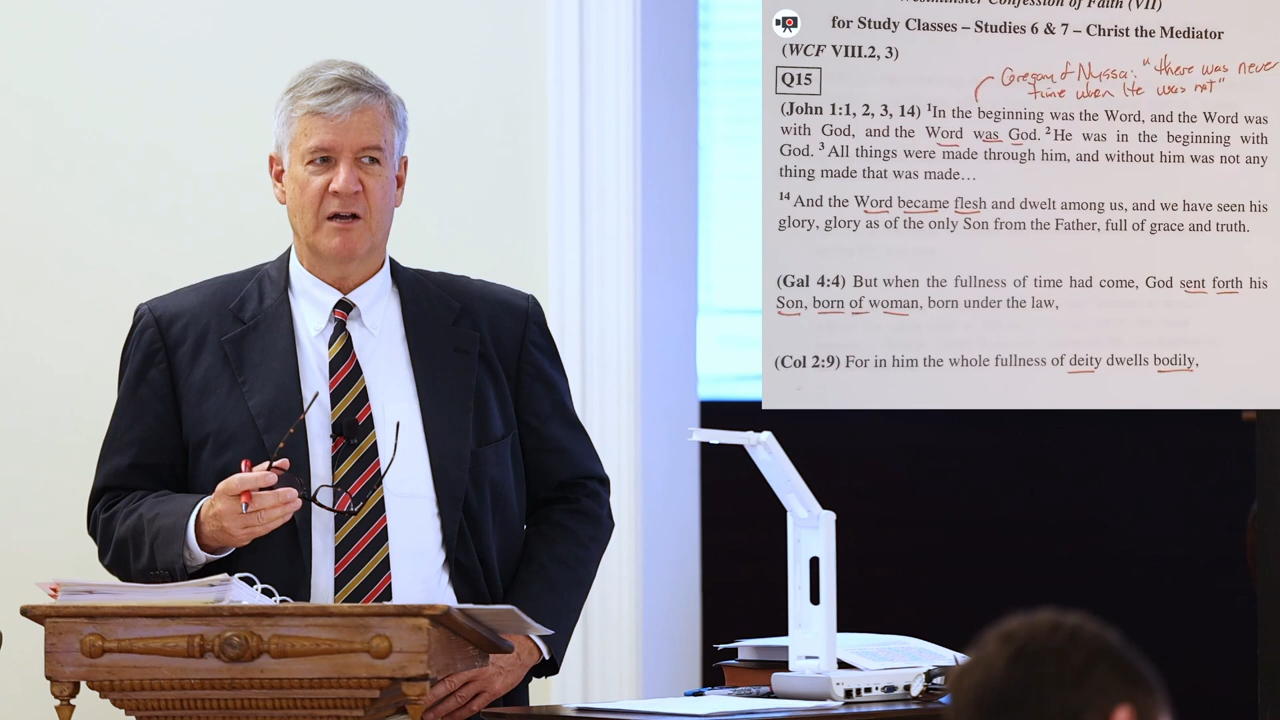 Westminster Confession of Faith (VII)
for Study Classes – Studies 6 & 7 – Christ the Mediator
(WCF VIII.2, 3)
Q15
Gregory of Nyssa: "there was never
time when He was not"
(John 1:1, 2, 3, 14) ¹In the beginning was the Word, and the Word was
with God, and the Word was God. ²He was in the beginning with
God. ³All things were made through him, and without him was not any
thing made that was made…
¹⁴And the Word became flesh and dwelt among us, and we have seen his
glory, glory as of the only Son from the Father, full of grace and truth.
(Gal 4:4) But when the fullness of time had come, God sent forth his
Son, born of woman, born under the law,
(Col 2:9) For in him the whole fullness of deity dwells bodily,